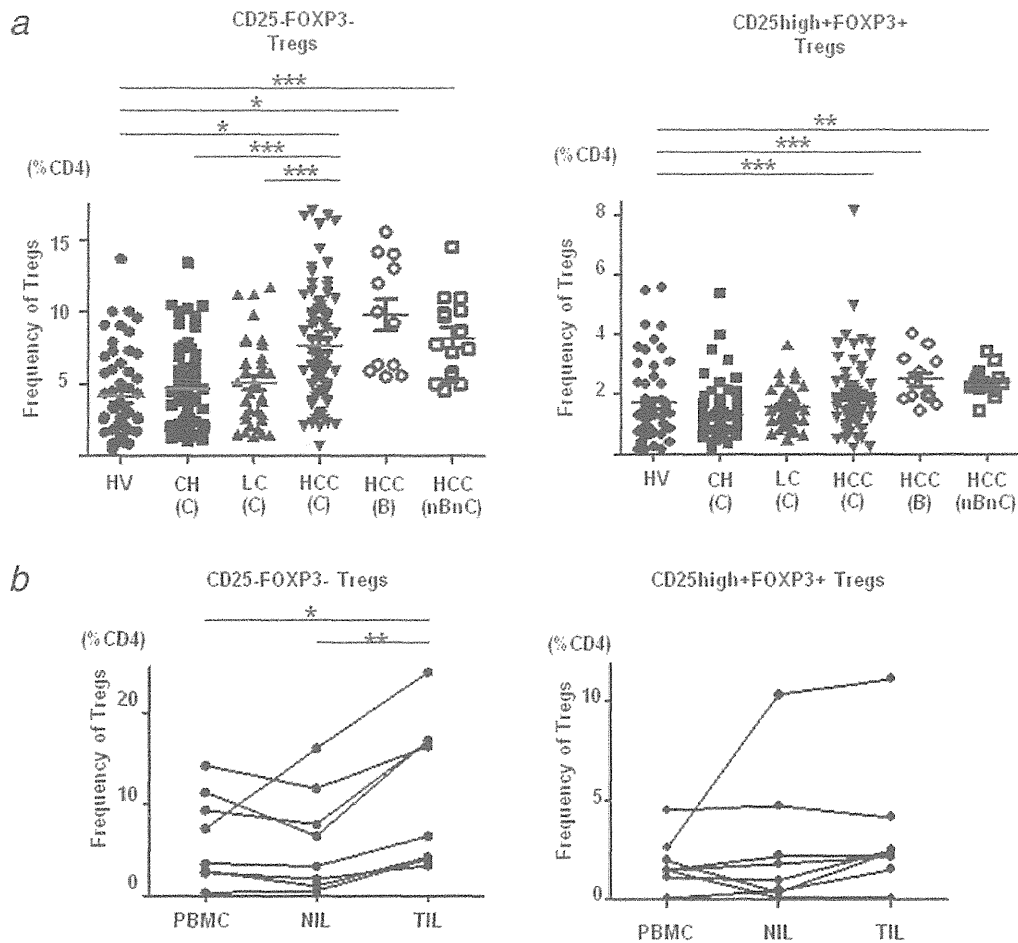 a
CD25-FOXP3-
Tregs
***
*
*
***
***
(%CD4)
Frequency of Tregs
15
10
5
HV
CH
(C)
LC
(C)
HCC
(C)
HCC
(B)
HCC
(nBnC)
CD25high+FOXP3+
Tregs
**
***
***
(%CD4)
Frequency of Tregs
8
6
4
2
HV
CH
(C)
LC
(C)
HCC
(C)
HCC
(B)
HCC
(nBnC)
b
CD25-FOXP3- Tregs
*
**
(%CD4)
Frequency of Tregs
20
10
0
PBMC
NIL
TIL
CD25high+FOXP3+ Tregs
(%CD4)
Frequency of Tregs
10
5
0
PBMC
NIL
TIL